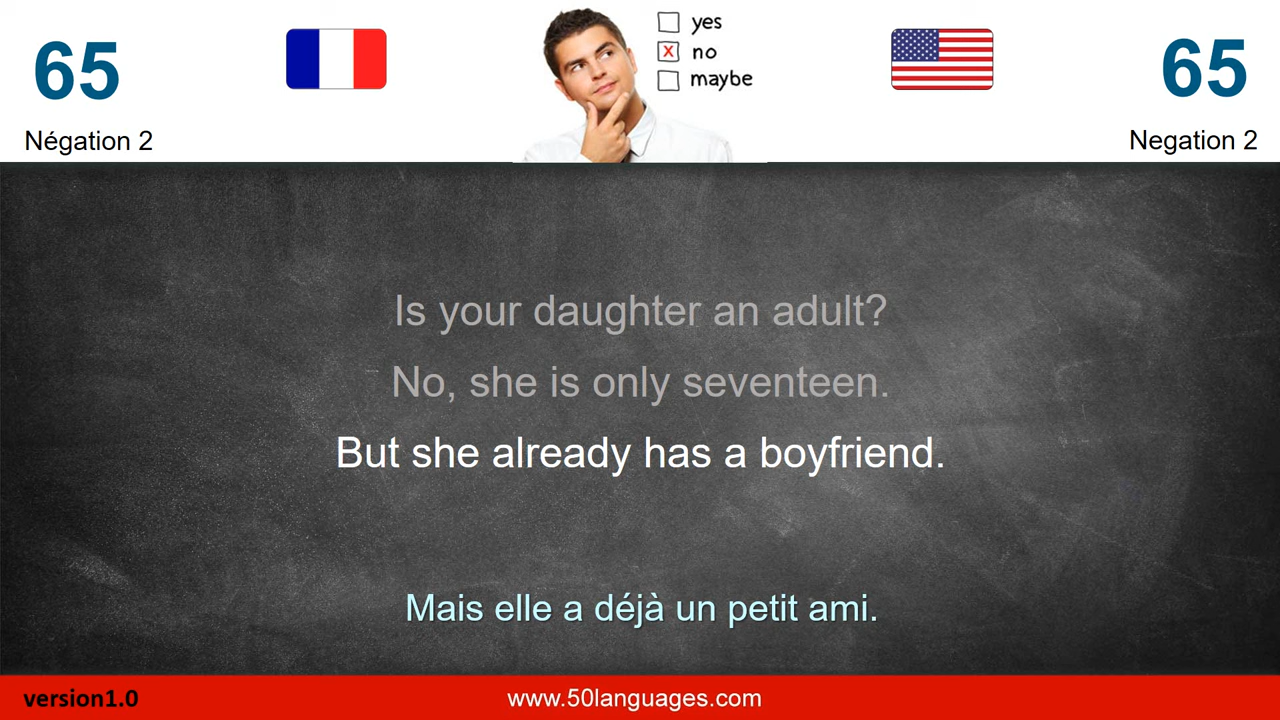 65
Négation 2
yes
X no
maybe
65
Negation 2
Is your daughter an adult?
No, she is only seventeen.
But she already has a boyfriend.
Mais elle a déjà un petit ami.
version1.0
www.50languages.com